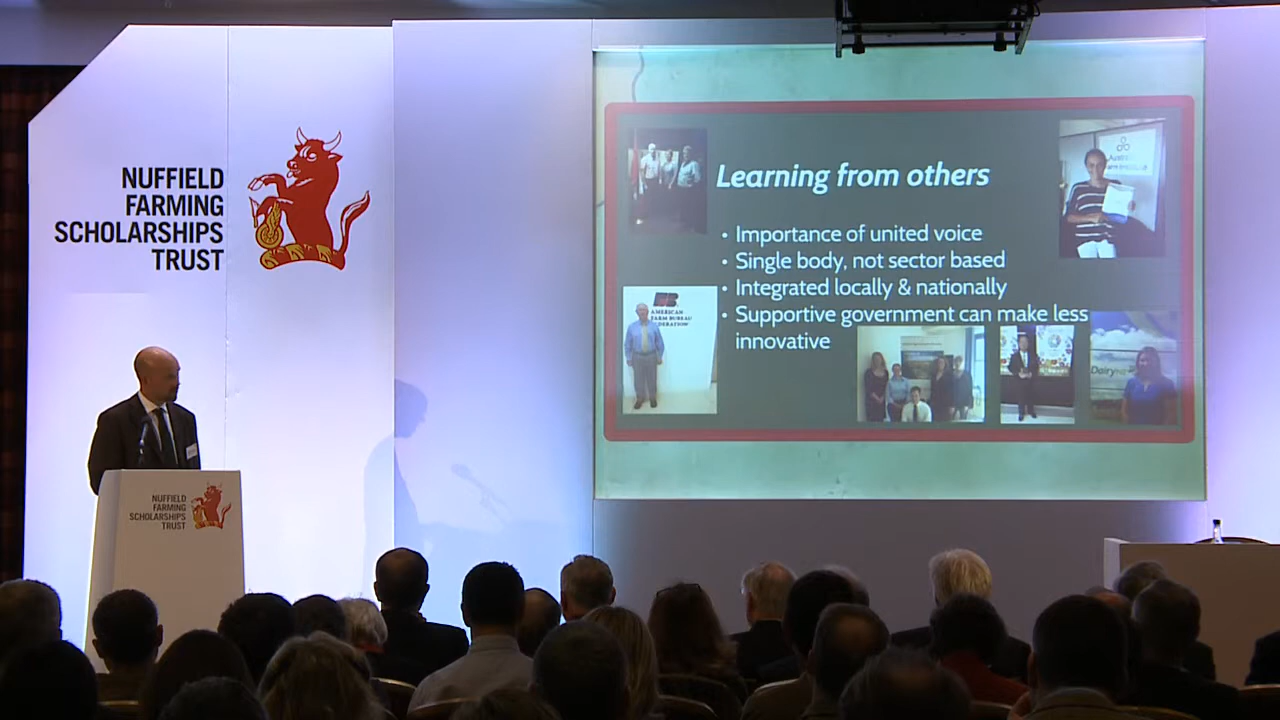 NUFFIELD
FARMING
SCHOLARSHIPS
TRUST
Learning from others
• Importance of united voice
• Single body, not sector based
• Integrated locally & nationally
• Supportive government can make less
innovative
AMERICAN
FARM BUREAU
FEDERATION
Dairy
NUFFIELD
FARMING
SCHOLARSHIPS
TRUST